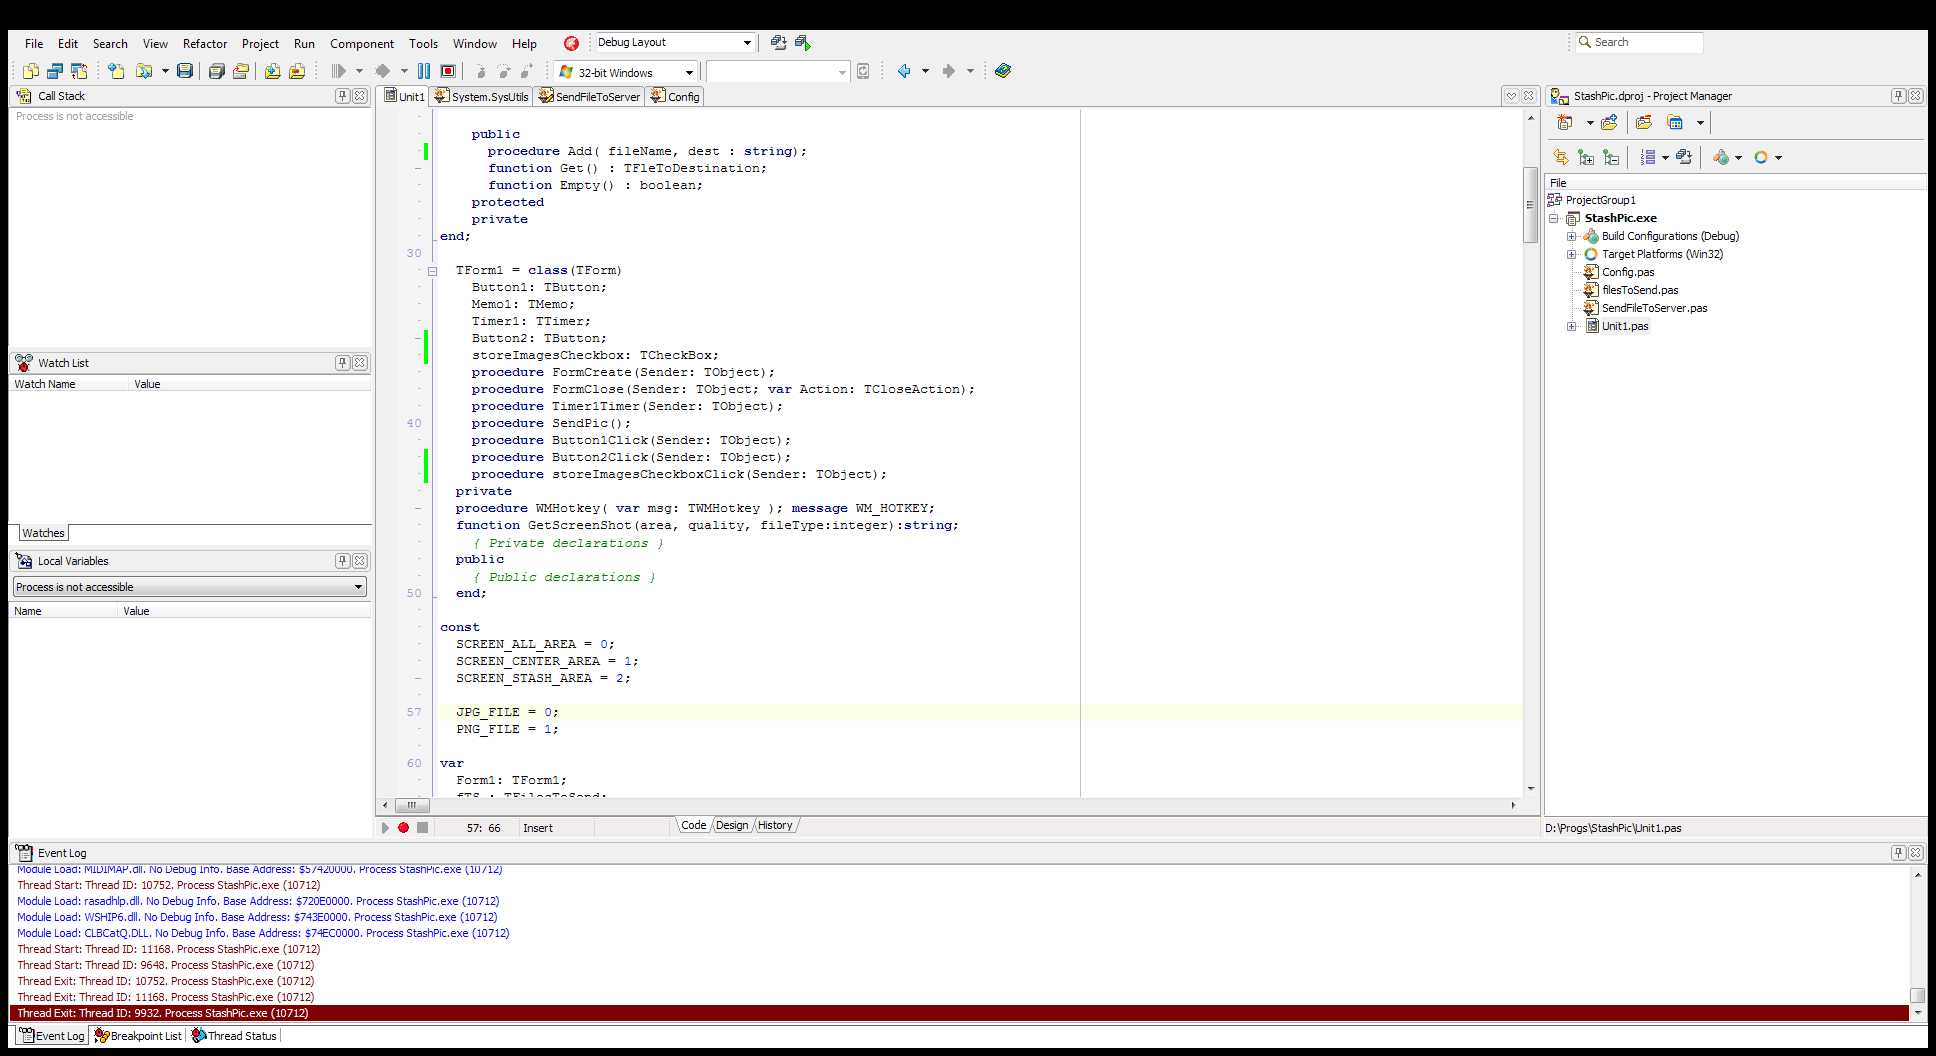 File Edit Search View Refactor Project Run Component Tools Window Help Debug Layout Search
32-bit Windows
Call Stack
Process is not accessible
Watch List
Watch Name Value
Watches
Local Variables
Process is not accessible
Name Value
Unit1 System.SysUtils SendFileToServer Config
public
procedure Add( fileName, dest : string);
function Get() : TFleToDestination;
function Empty() : boolean;
protected
private
end;
30
TForm1 = class(TForm)
Button1: TButton;
Memo1: TMemo;
Timer1: TTimer;
Button2: TButton;
storeImagesCheckbox: TCheckBox;
procedure FormCreate(Sender: TObject);
procedure FormClose(Sender: TObject; var Action: TCloseAction);
procedure Timer1Timer(Sender: TObject);
40 procedure SendPic();
procedure Button1Click(Sender: TObject);
procedure Button2Click(Sender: TObject);
procedure storeImagesCheckboxClick(Sender: TObject);
private
procedure WMHotkey( var msg: TWMHotkey ); message WM_HOTKEY;
function GetScreenShot(area, quality, fileType:integer):string;
{ Private declarations }
public
{ Public declarations }
50 end;
const
SCREEN_ALL_AREA = 0;
SCREEN_CENTER_AREA = 1;
SCREEN_STASH_AREA = 2;
57 JPG_FILE = 0;
PNG_FILE = 1;
60 var
Form1: TForm1;
fTS : TFilesToSend;
57: 66 Insert Code Design History
StashPic.dproj - Project Manager
File
ProjectGroup1
StashPic.exe
Build Configurations (Debug)
Target Platforms (Win32)
Config.pas
filesToSend.pas
SendFileToServer.pas
Unit1.pas
D:\Progs\StashPic\Unit1.pas
Event Log
Module Load: MIDIMAP.dll. No Debug Info. Base Address: $57420000. Process StashPic.exe (10712)
Thread Start: Thread ID: 10752. Process StashPic.exe (10712)
Module Load: rasadhlp.dll. No Debug Info. Base Address: $720E0000. Process StashPic.exe (10712)
Module Load: WSHIP6.dll. No Debug Info. Base Address: $743E0000. Process StashPic.exe (10712)
Module Load: CLBCatQ.DLL. No Debug Info. Base Address: $74EC0000. Process StashPic.exe (10712)
Thread Start: Thread ID: 11168. Process StashPic.exe (10712)
Thread Start: Thread ID: 9648. Process StashPic.exe (10712)
Thread Exit: Thread ID: 10752. Process StashPic.exe (10712)
Thread Exit: Thread ID: 11168. Process StashPic.exe (10712)
Thread Exit: Thread ID: 9932. Process StashPic.exe (10712)
Event Log Breakpoint List Thread Status